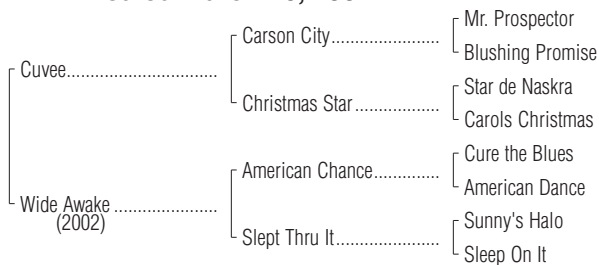 Mr. Prospector
Carson City
Blushing Promise
Cuvee
Star de Naskra
Christmas Star
Carols Christmas
Cure the Blues
American Chance
American Dance
Wide Awake
(2002)
Sunny's Halo
Slept Thru It
Sleep On It